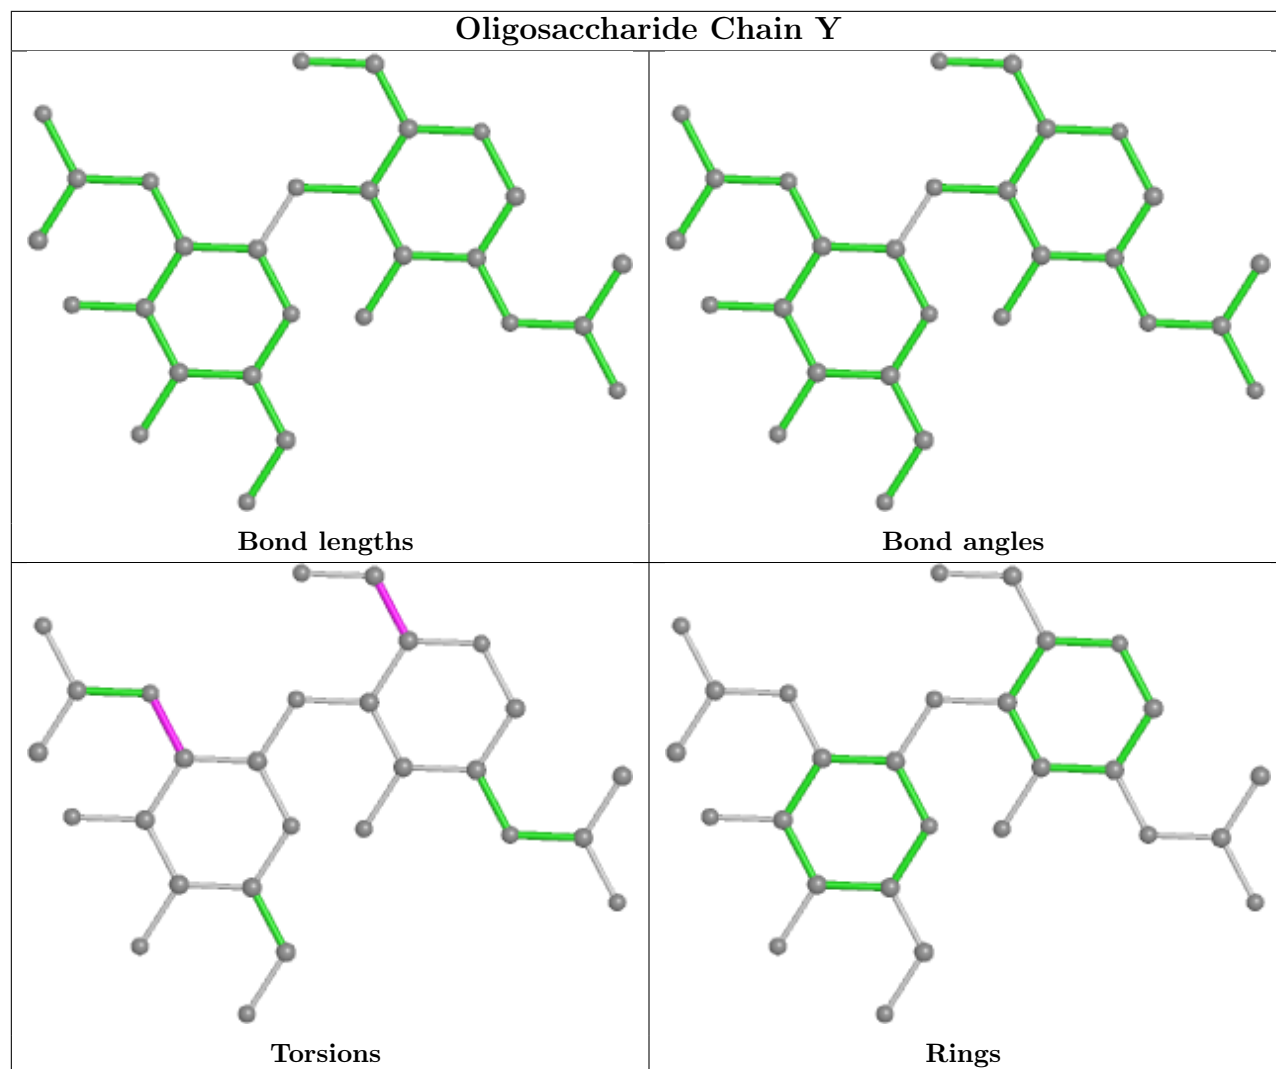 Oligosaccharide Chain Y
Bond lengths
Bond angles
Torsions
Rings